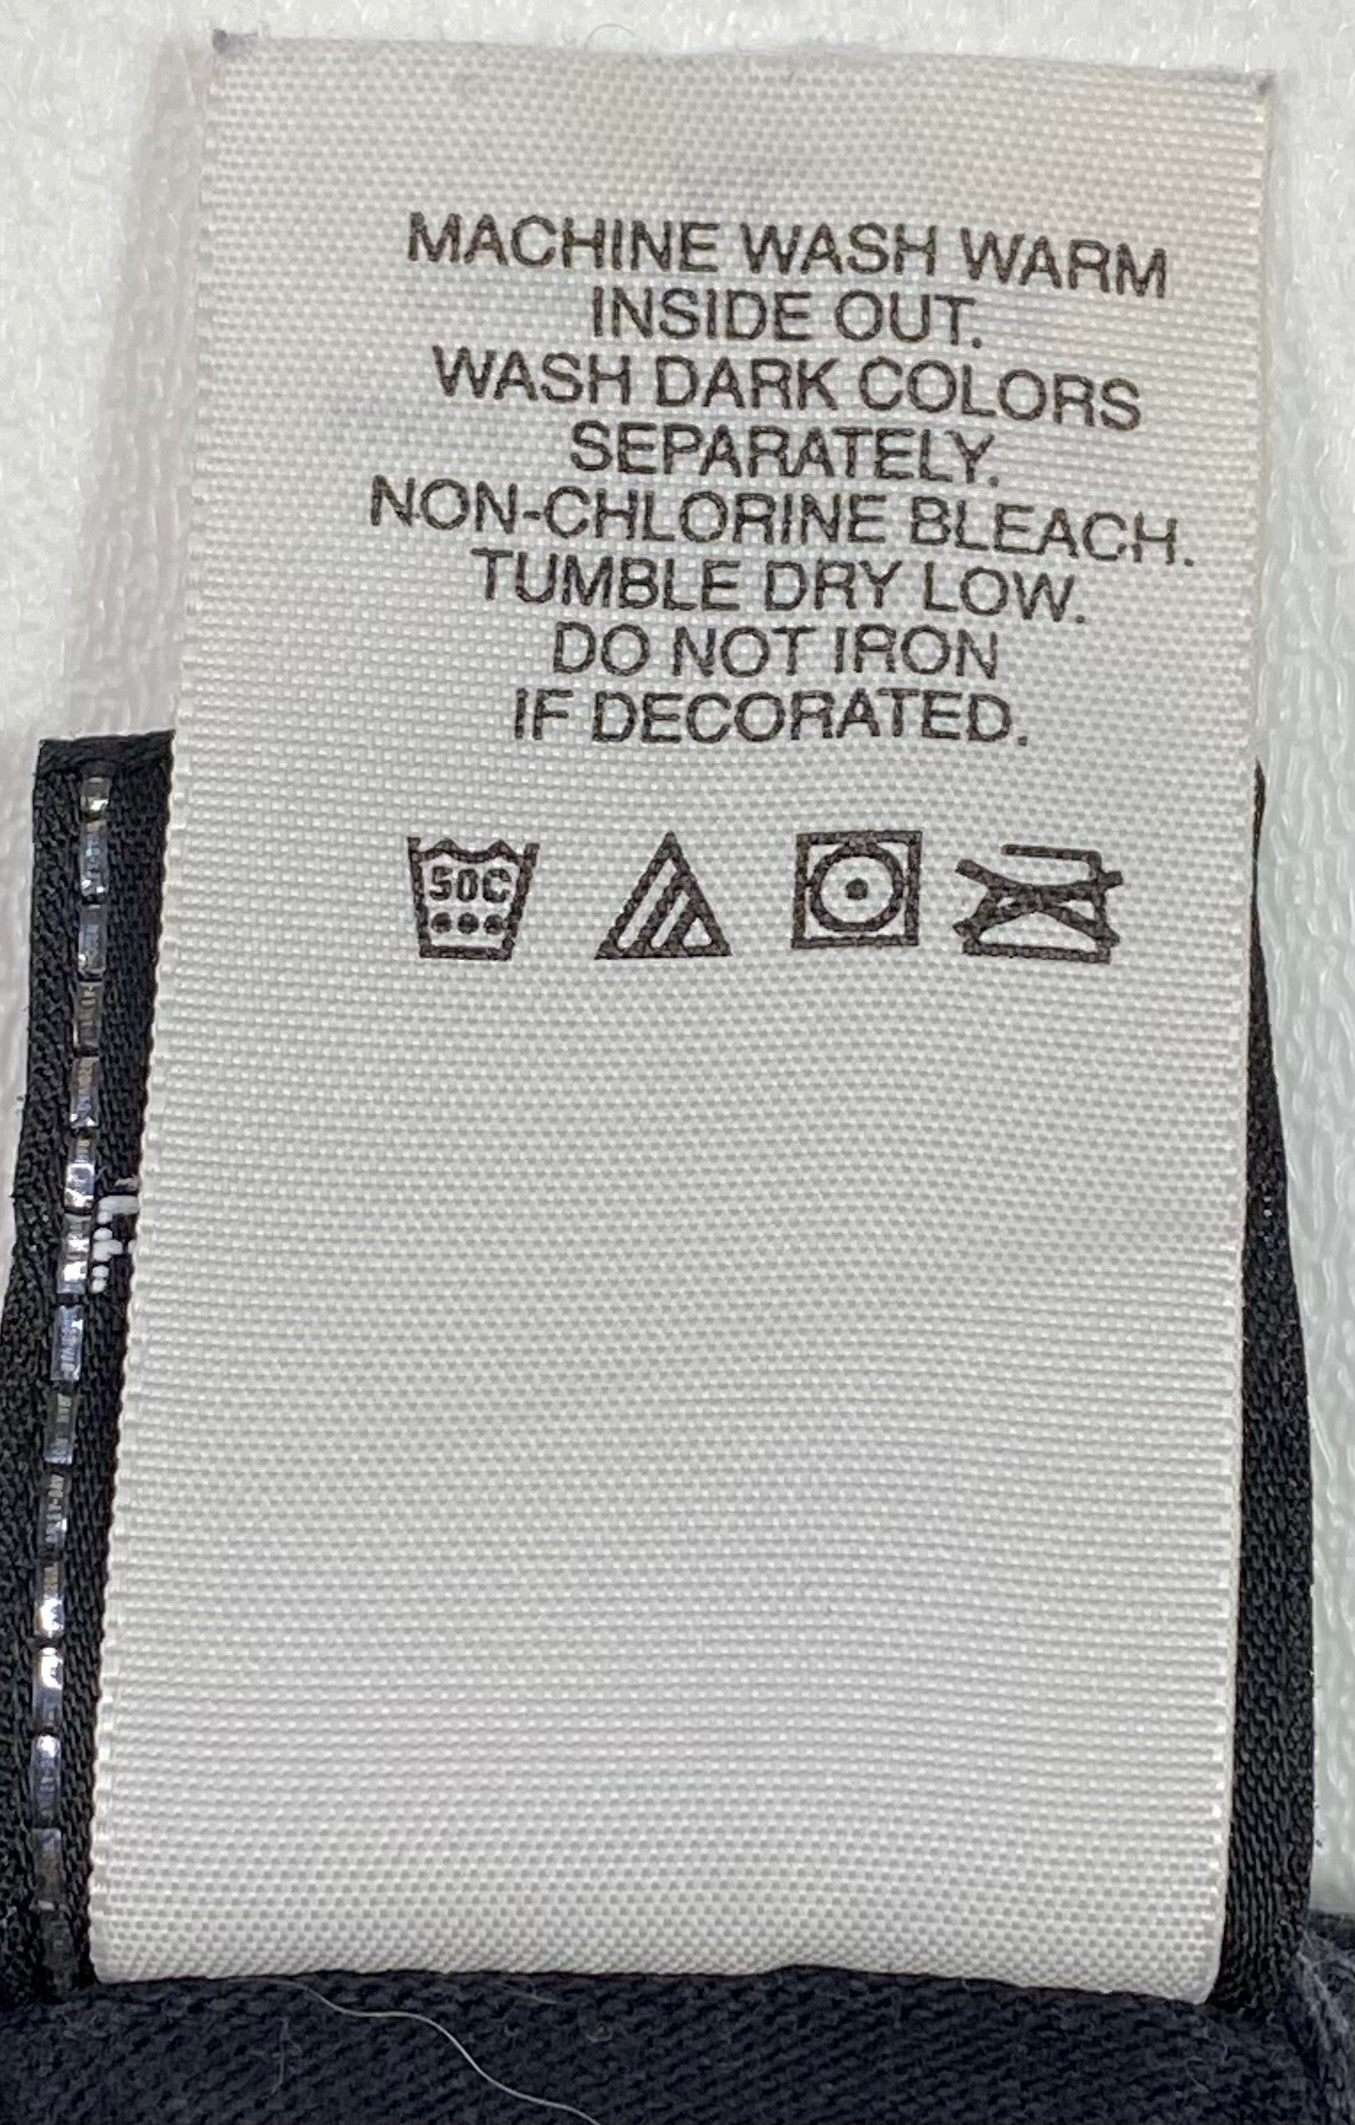 MACHINE WASH WARM
INSIDE OUT.
WASH DARK COLORS
SEPARATELY.
NON-CHLORINE BLEACH.
TUMBLE DRY LOW.
DO NOT IRON
IF DECORATED.
50C